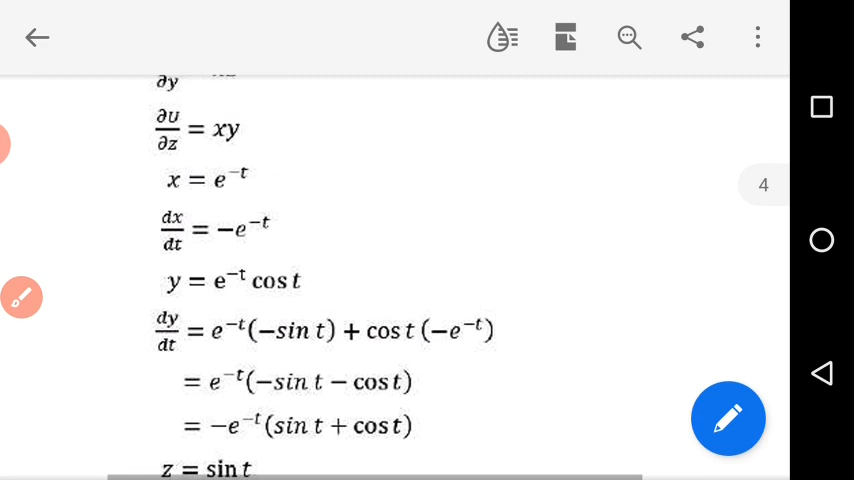 ∂y
∂u/∂z = xy
x = e^−t
4
dx/dt = −e^−t
y = e^−t cos t
dy/dt = e^−t(−sin t) + cos t (−e^−t)
= e^−t(−sin t − cos t)
= −e^−t(sin t + cos t)
z = sin t